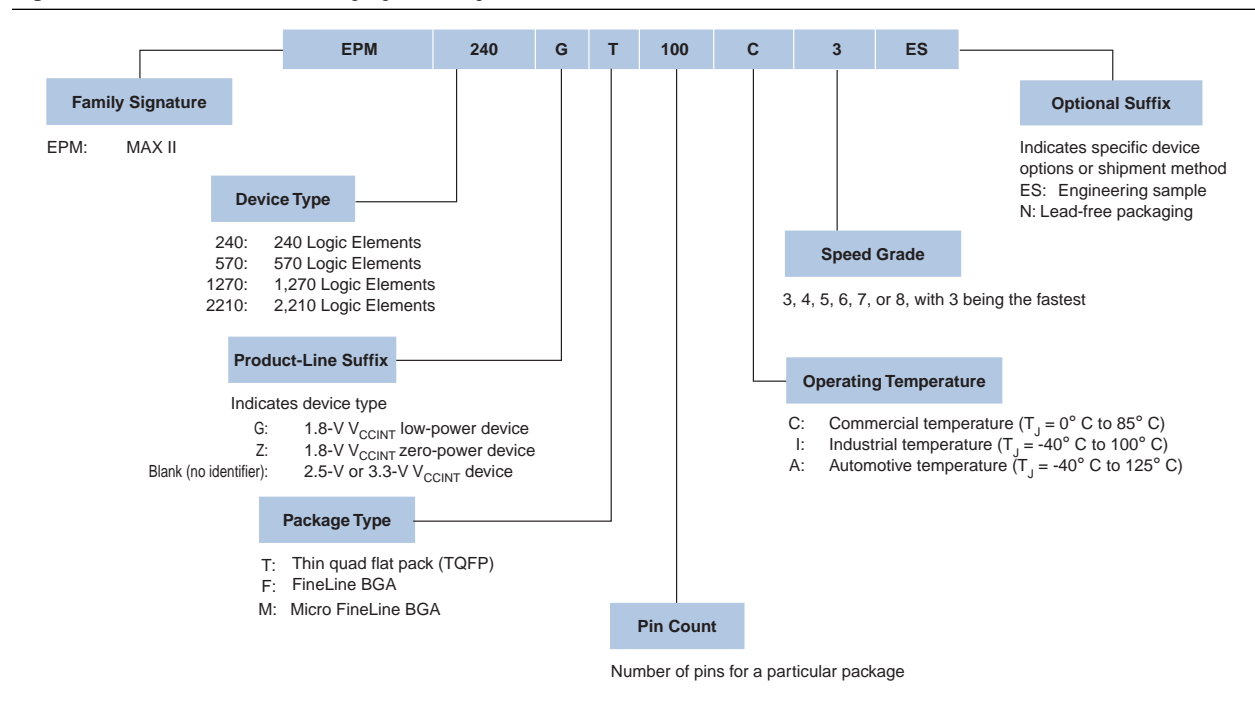 EPM 240 G T 100 C 3 ES
Family Signature
EPM: MAX II
Optional Suffix
Indicates specific device
options or shipment method
ES: Engineering sample
N: Lead-free packaging
Device Type
240: 240 Logic Elements
570: 570 Logic Elements
1270: 1,270 Logic Elements
2210: 2,210 Logic Elements
Speed Grade
3, 4, 5, 6, 7, or 8, with 3 being the fastest
Product-Line Suffix
Indicates device type
G: 1.8-V VCCINT low-power device
Z: 1.8-V VCCINT zero-power device
Blank (no identifier): 2.5-V or 3.3-V VCCINT device
Operating Temperature
C: Commercial temperature (TJ = 0° C to 85° C)
I: Industrial temperature (TJ = -40° C to 100° C)
A: Automotive temperature (TJ = -40° C to 125° C)
Package Type
T: Thin quad flat pack (TQFP)
F: FineLine BGA
M: Micro FineLine BGA
Pin Count
Number of pins for a particular package